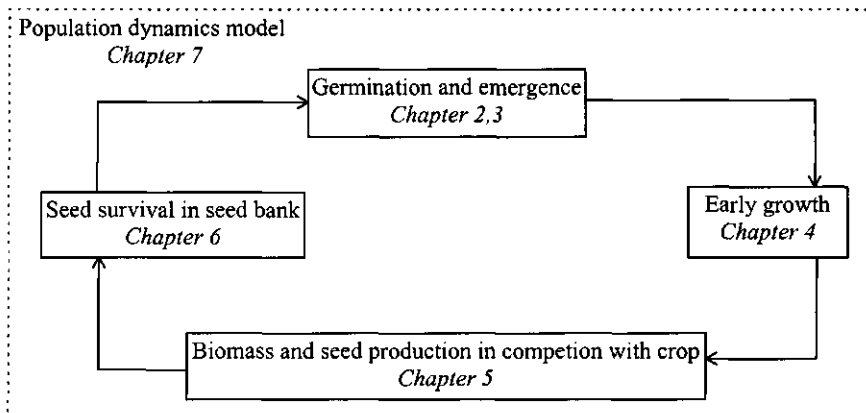 Population dynamics model
Chapter 7
Germination and emergence
Chapter 2,3
Early growth
Chapter 4
Biomass and seed production in competion with crop
Chapter 5
Seed survival in seed bank
Chapter 6